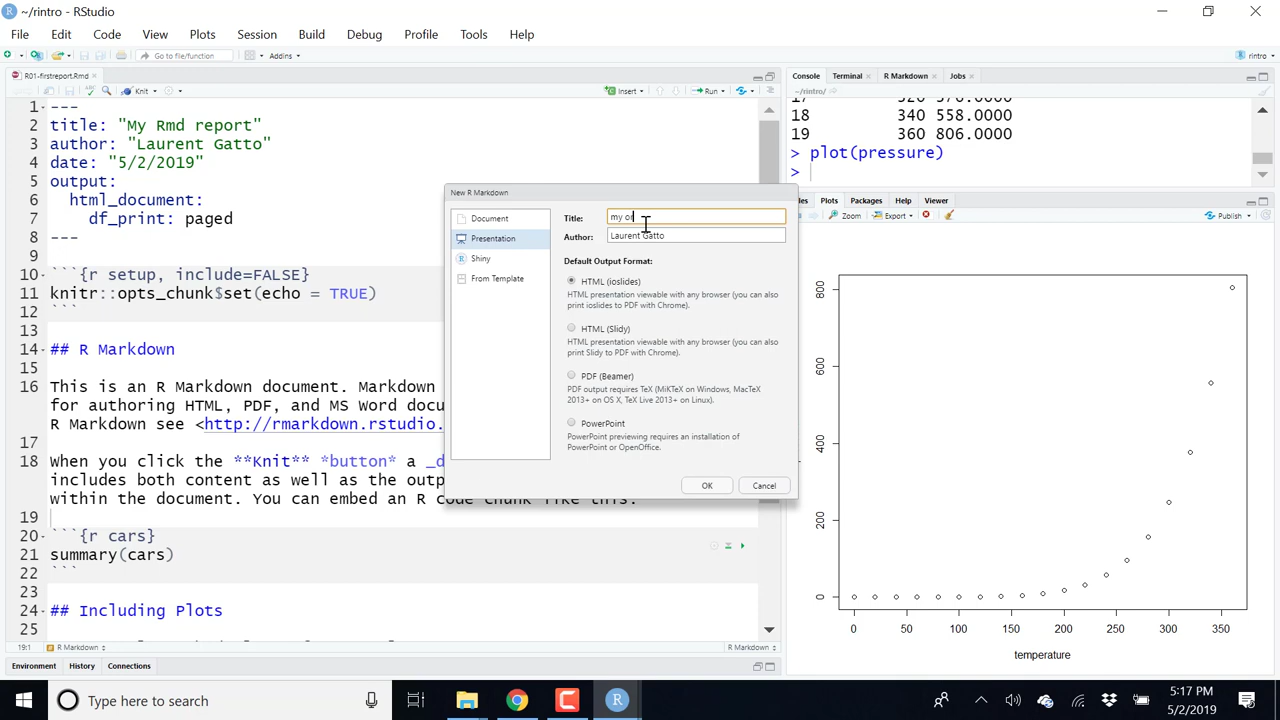 ~/rintro - RStudio
File Edit Code View Plots Session Build Debug Profile Tools Help
Go to file/function Addins rintro
R01-firstreport.Rmd
Knit Insert Run
1 ---
2 title: "My Rmd report"
3 author: "Laurent Gatto"
4 date: "5/2/2019"
5 output:
6 html_document:
7 df_print: paged
8 ---
9
10 ```{r setup, include=FALSE}
11 knitr::opts_chunk$set(echo = TRUE)
12 ```
13
14 ## R Markdown
15
16 This is an R Markdown document. Markdown
for authoring HTML, PDF, and MS Word docu
R Markdown see <http://rmarkdown.rstudio.
17
18 When you click the **Knit** *button* a _d
includes both content as well as the outp
within the document. You can embed an R code chunk like this:
19
20 ```{r cars}
21 summary(cars)
22 ```
23
24 ## Including Plots
25
19:1 R Markdown R Markdown
Environment History Connections
New R Markdown
Document
Presentation
Shiny
From Template
Title: my or
Author: Laurent Gatto
Default Output Format:
HTML (ioslides)
HTML presentation viewable with any browser (you can also
print ioslides to PDF with Chrome).
HTML (Slidy)
HTML presentation viewable with any browser (you can also
print Slidy to PDF with Chrome).
PDF (Beamer)
PDF output requires TeX (MiKTeX on Windows, MacTeX
2013+ on OS X, TeX Live 2013+ on Linux).
PowerPoint
PowerPoint previewing requires an installation of
PowerPoint or OpenOffice.
OK Cancel
Console Terminal R Markdown Jobs
~/rintro/
18 340 558.0000
19 360 806.0000
> plot(pressure)
>
Plots Packages Help Viewer
Zoom Export Publish
800
600
400
200
0
0 50 100 150 200 250 300 350
temperature
Type here to search
5:17 PM
5/2/2019